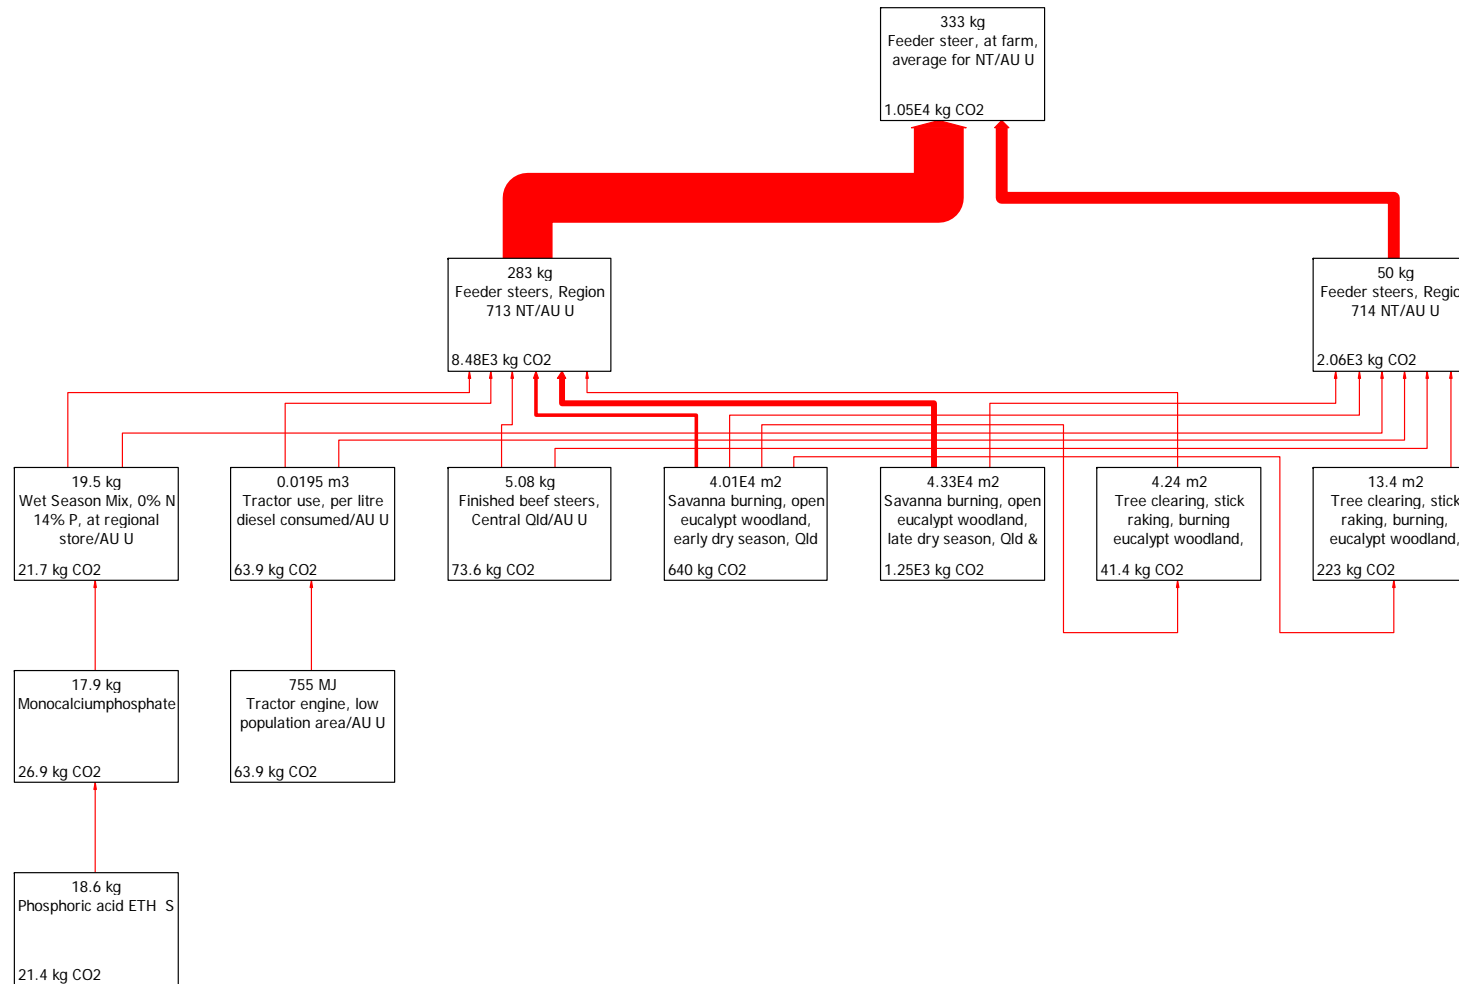 333 kg
Feeder steer, at farm,
average for NT/AU U
1.05E4 kg CO2
283 kg
Feeder steers, Region
713 NT/AU U
8.48E3 kg CO2
50 kg
Feeder steers, Regio
714 NT/AU U
2.06E3 kg CO2
19.5 kg
Wet Season Mix, 0% N
14% P, at regional
store/AU U
21.7 kg CO2
0.0195 m3
Tractor use, per litre
diesel consumed/AU U
63.9 kg CO2
5.08 kg
Finished beef steers,
Central Qld/AU U
73.6 kg CO2
4.01E4 m2
Savanna burning, open
eucalypt woodland,
early dry season, Qld
640 kg CO2
4.33E4 m2
Savanna burning, open
eucalypt woodland,
late dry season, Qld &
1.25E3 kg CO2
4.24 m2
Tree clearing, stick
raking, burning
eucalypt woodland,
41.4 kg CO2
13.4 m2
Tree clearing, stick
raking, burning,
eucalypt woodland,
223 kg CO2
17.9 kg
Monocalciumphosphate
26.9 kg CO2
755 MJ
Tractor engine, low
population area/AU U
63.9 kg CO2
18.6 kg
Phosphoric acid ETH S
21.4 kg CO2